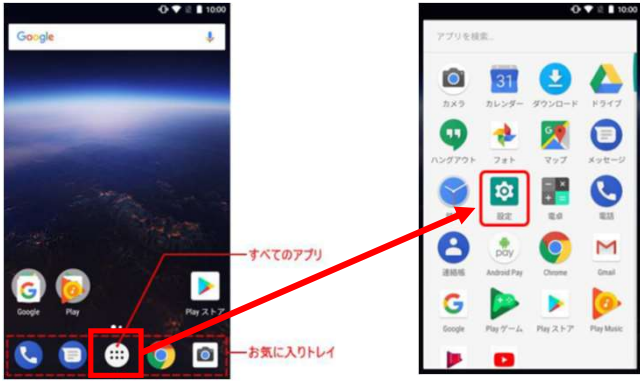 10:00
Google
すべてのアプリ
Google
Play
Play ストア
お気に入りトレイ
10:00
アプリを検索...
31
カメラ
カレンダー
ダウンロード
ドライブ
ハングアウト
フォト
マップ
メッセージ
設定
電卓
電話
pay
連絡帳
Android Pay
Chrome
Gmail
Google
Play ゲーム
Play ストア
Play Music